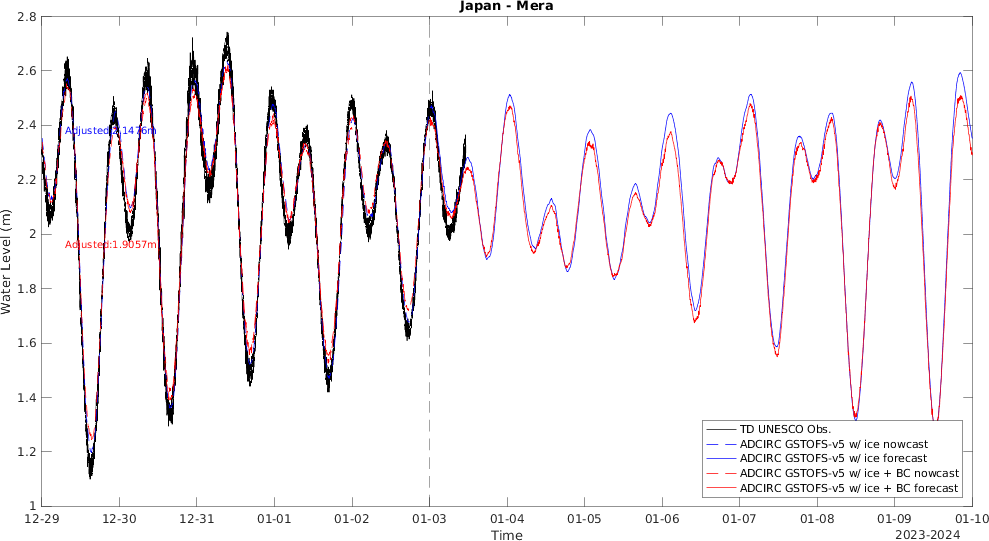 Japan - Mera
2.8
2.6
2.4
2.2
2
1.8
1.6
1.4
1.2
1
Water Level (m)
Adjusted:2.1476m
Adjusted:1.9057m
TD UNESCO Obs.
ADCIRC GSTOFS-v5 w/ ice nowcast
ADCIRC GSTOFS-v5 w/ ice forecast
ADCIRC GSTOFS-v5 w/ ice + BC nowcast
ADCIRC GSTOFS-v5 w/ ice + BC forecast
12-29 12-30 12-31 01-01 01-02 01-03 01-04 01-05 01-06 01-07 01-08 01-09 01-10
Time
2023-2024